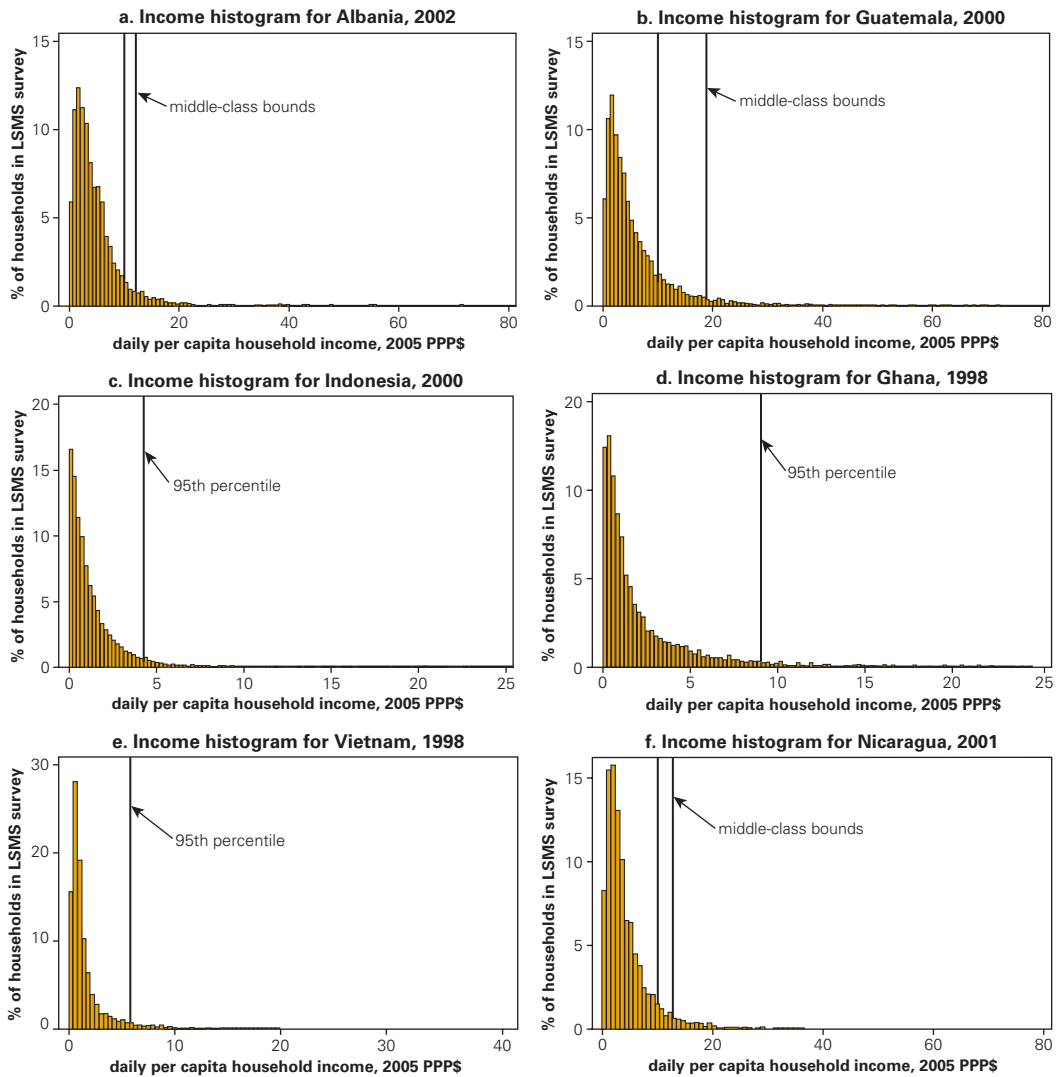 a. Income histogram for Albania, 2002
% of households in LSMS survey
15
10
5
0
middle-class bounds
0 20 40 60 80
daily per capita household income, 2005 PPP$
b. Income histogram for Guatemala, 2000
% of households in LSMS survey
15
10
5
0
middle-class bounds
0 20 40 60 80
daily per capita household income, 2005 PPP$
c. Income histogram for Indonesia, 2000
% of households in LSMS survey
20
15
10
5
0
95th percentile
0 5 10 15 20 25
daily per capita household income, 2005 PPP$
d. Income histogram for Ghana, 1998
% of households in LSMS survey
20
10
5
0
95th percentile
0 5 10 15 20 25
daily per capita household income, 2005 PPP$
e. Income histogram for Vietnam, 1998
% of households in LSMS survey
30
20
10
0
95th percentile
0 10 20 30 40
daily per capita household income, 2005 PPP$
f. Income histogram for Nicaragua, 2001
% of households in LSMS survey
15
10
5
0
middle-class bounds
0 20 40 60 80
daily per capita household income, 2005 PPP$